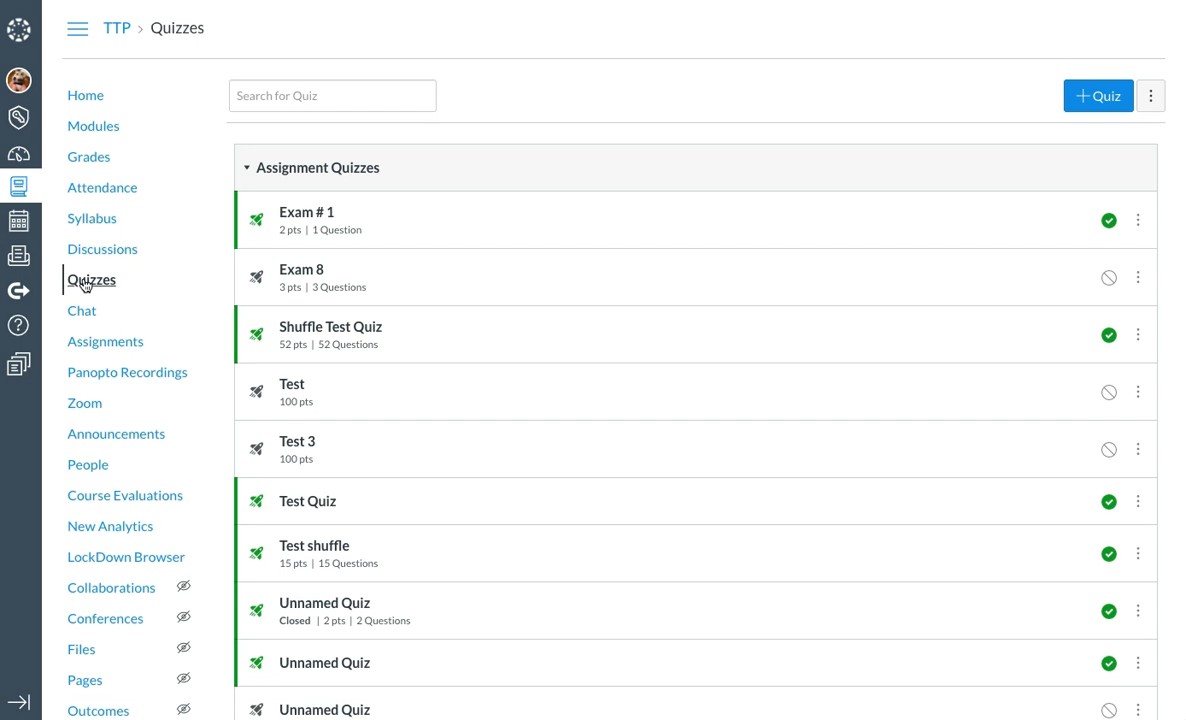 TTP › Quizzes
Home
Modules
Grades
Attendance
Syllabus
Discussions
Quizzes
Chat
Assignments
Panopto Recordings
Zoom
Announcements
People
Course Evaluations
New Analytics
LockDown Browser
Collaborations
Conferences
Files
Pages
Outcomes
Search for Quiz
+ Quiz
Assignment Quizzes
Exam # 1
2 pts | 1 Question
Exam 8
3 pts | 3 Questions
Shuffle Test Quiz
52 pts | 52 Questions
Test
100 pts
Test 3
100 pts
Test Quiz
Test shuffle
15 pts | 15 Questions
Unnamed Quiz
Closed | 2 pts | 2 Questions
Unnamed Quiz
Unnamed Quiz